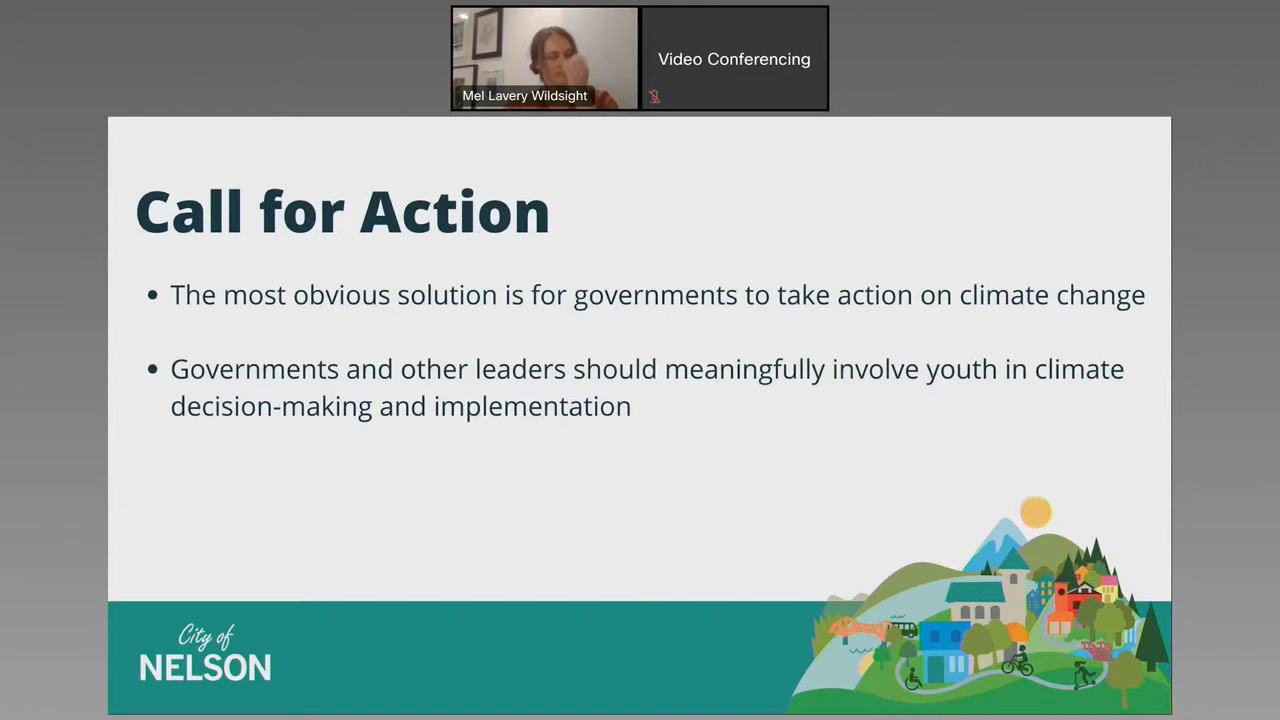 Mel Lavery Wildsight
Video Conferencing
Call for Action
• The most obvious solution is for governments to take action on climate change
• Governments and other leaders should meaningfully involve youth in climate
decision-making and implementation
City of
NELSON